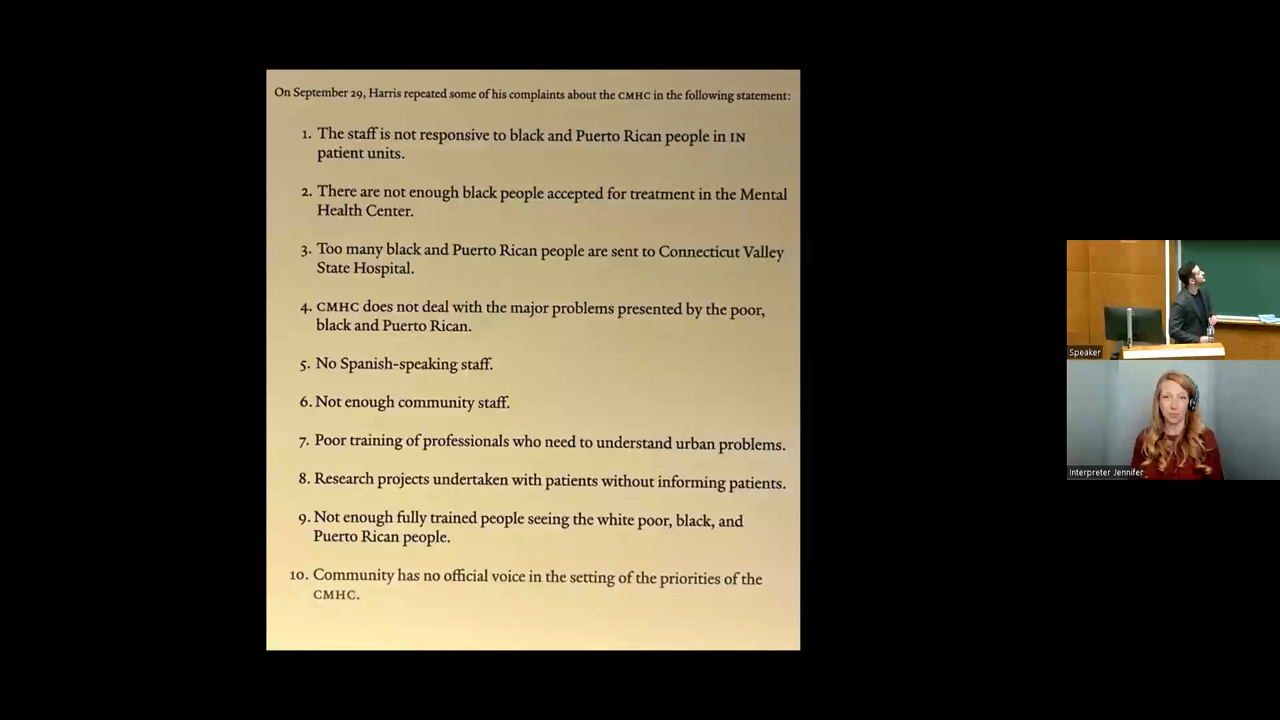 On September 29, Harris repeated some of his complaints about the CMHC in the following statement:
1. The staff is not responsive to black and Puerto Rican people in IN
patient units.
2. There are not enough black people accepted for treatment in the Mental
Health Center.
3. Too many black and Puerto Rican people are sent to Connecticut Valley
State Hospital.
4. CMHC does not deal with the major problems presented by the poor,
black and Puerto Rican.
5. No Spanish-speaking staff.
6. Not enough community staff.
7. Poor training of professionals who need to understand urban problems.
8. Research projects undertaken with patients without informing patients.
9. Not enough fully trained people seeing the white poor, black, and
Puerto Rican people.
10. Community has no official voice in the setting of the priorities of the
CMHC.
Speaker
Interpreter Jennifer